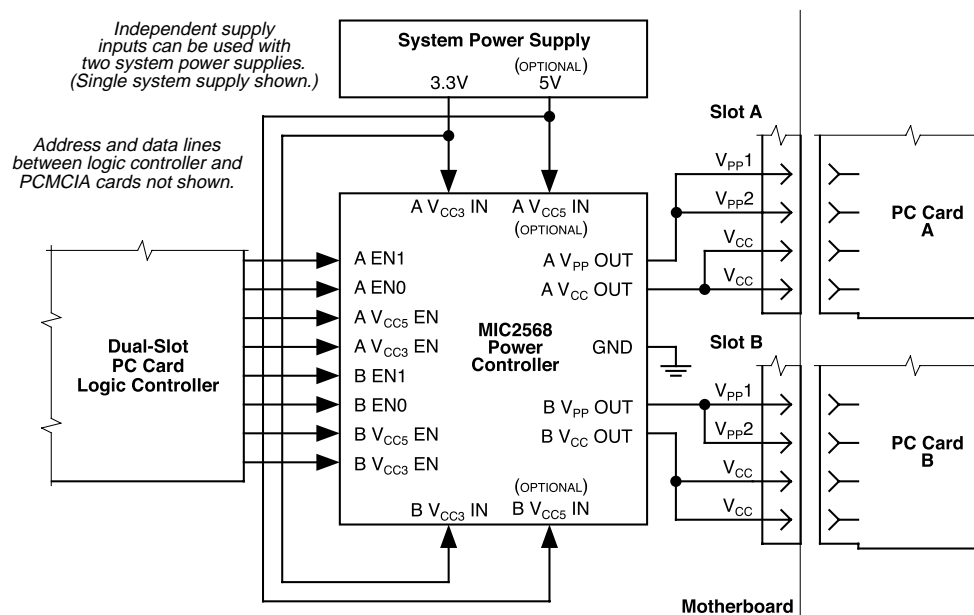 Independent supply
inputs can be used with
two system power supplies.
(Single system supply shown.)
System Power Supply
(OPTIONAL)
3.3V
5V
Address and data lines
between logic controller and
PCMCIA cards not shown.
Slot A
VPP1
VPP2
VCC
VCC
PC Card
A
A VCC3 IN
A VCC5 IN
(OPTIONAL)
Dual-Slot
PC Card
Logic Controller
A EN1
A EN0
A VCC5 EN
A VCC3 EN
B EN1
B EN0
B VCC5 EN
B VCC3 EN
A VPP OUT
A VCC OUT
MIC2568
Power
Controller
GND
B VPP OUT
B VCC OUT
(OPTIONAL)
B VCC3 IN
B VCC5 IN
Slot B
VPP1
VPP2
VCC
VCC
PC Card
B
Motherboard